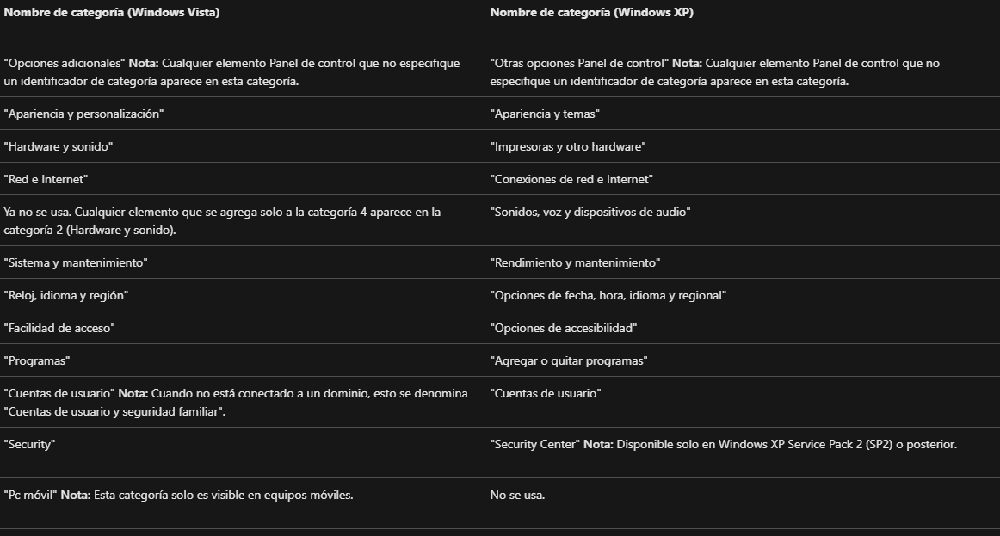 Nombre de categoría (Windows Vista) Nombre de categoría (Windows XP)
"Opciones adicionales" Nota: Cualquier elemento Panel de control que no especifique
un identificador de categoría aparece en esta categoría.
"Otras opciones Panel de control" Nota: Cualquier elemento Panel de control que no
especifique un identificador de categoría aparece en esta categoría.
"Apariencia y personalización" "Apariencia y temas"
"Hardware y sonido" "Impresoras y otro hardware"
"Red e Internet" "Conexiones de red e Internet"
Ya no se usa. Cualquier elemento que se agrega solo a la categoría 4 aparece en la
categoría 2 (Hardware y sonido).
"Sonidos, voz y dispositivos de audio"
"Sistema y mantenimiento" "Rendimiento y mantenimiento"
"Reloj, idioma y región" "Opciones de fecha, hora, idioma y regional"
"Facilidad de acceso" "Opciones de accesibilidad"
"Programas" "Agregar o quitar programas"
"Cuentas de usuario" Nota: Cuando no está conectado a un dominio, esto se denomina
"Cuentas de usuario y seguridad familiar".
"Cuentas de usuario"
"Security" "Security Center" Nota: Disponible solo en Windows XP Service Pack 2 (SP2) o posterior.
"Pc móvil" Nota: Esta categoría solo es visible en equipos móviles. No se usa.